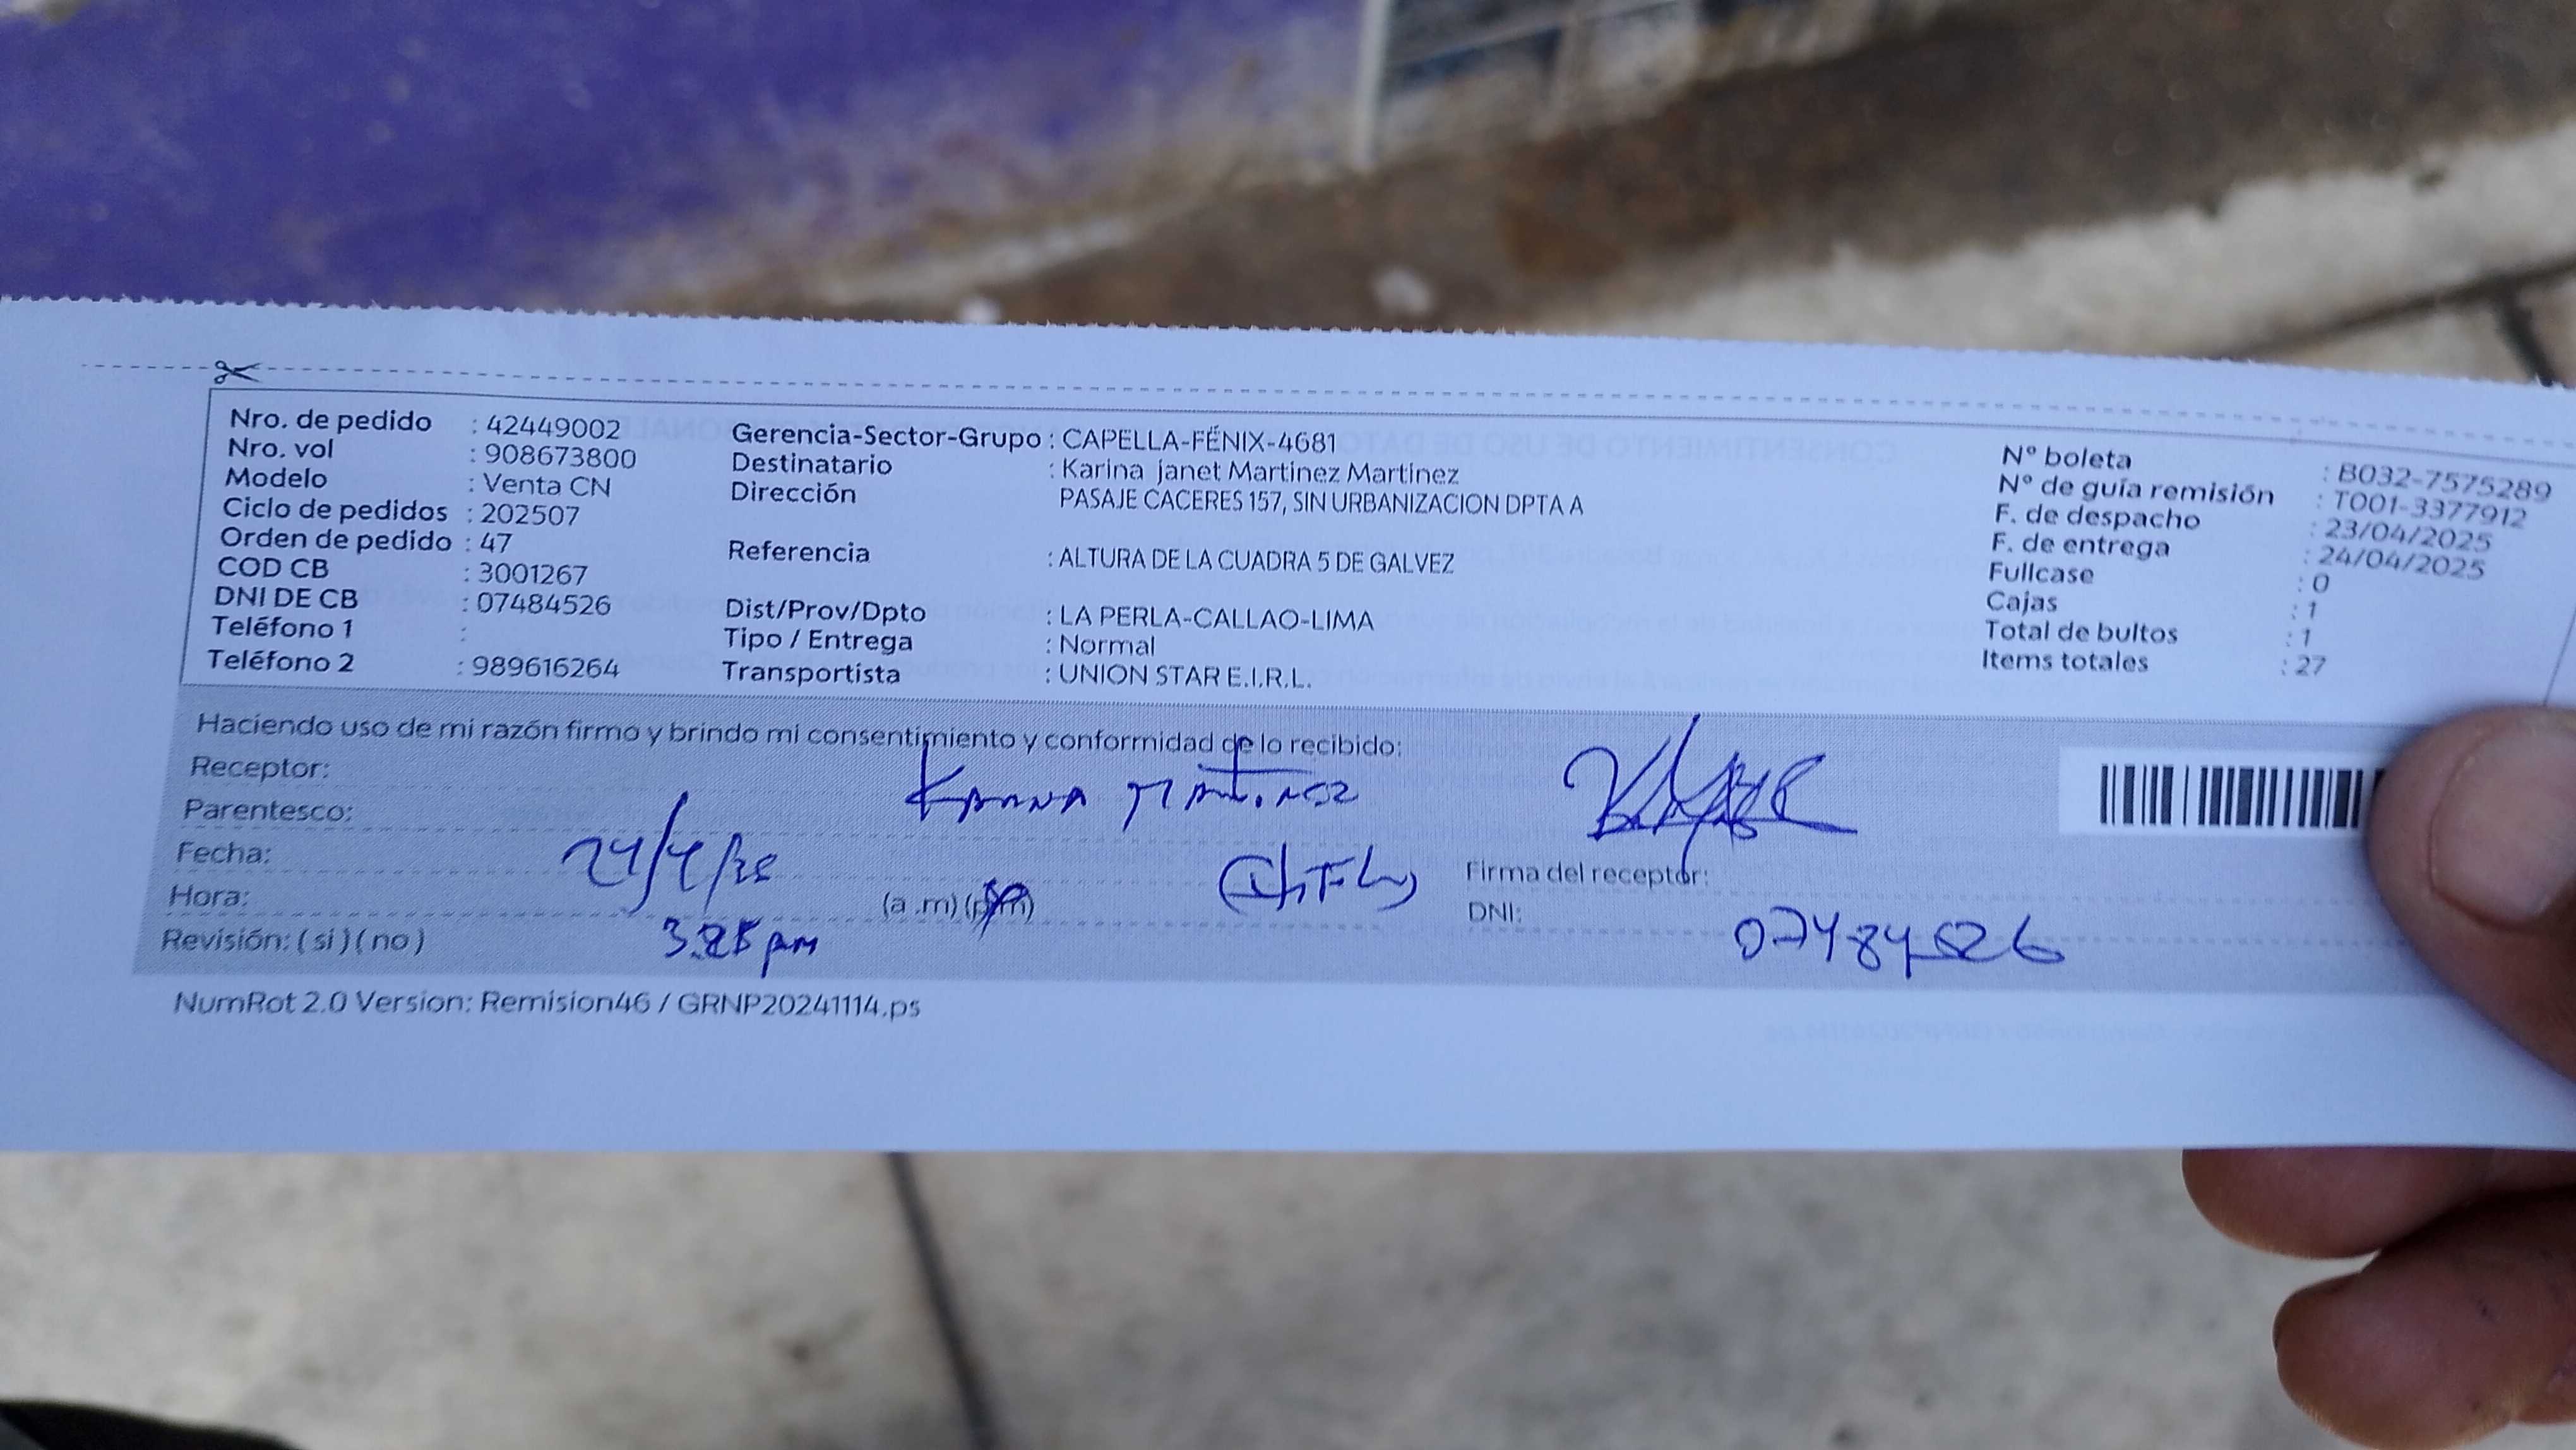 Nro. de pedido : 42449002
Nro. vol : 908673800
Modelo : Venta CN
Ciclo de pedidos : 202507
Orden de pedido : 47
COD CB : 3001267
DNI DE CB : 07484526
Teléfono 1 :
Teléfono 2 : 989616264
Gerencia-Sector-Grupo : CAPELLA-FÉNIX-4681
Destinatario : Karina janet Martinez Martinez
Dirección PASAJE CACERES 157, SIN URBANIZACION DPTA A
Referencia : ALTURA DE LA CUADRA 5 DE GALVEZ
Dist/Prov/Dpto : LA PERLA-CALLAO-LIMA
Tipo / Entrega : Normal
Transportista : UNION STAR E.I.R.L.
Nº boleta : B032-7575289
Nº de guía remisión : T001-3377912
F. de despacho : 23/04/2025
F. de entrega : 24/04/2025
Fullcase : 0
Cajas : 1
Total de bultos : 1
Items totales : 27
Haciendo uso de mi razón firmo y brindo mi consentimiento y conformidad de lo recibido:
Receptor: Karina Martinez
Parentesco: (titular)
Fecha: 24/4/25
Hora: 3.25 pm (a .m) (p.m)
Revisión: ( si ) ( no )
Firma del receptor:
DNI: 07484526
NumRot 2.0 Version: Remision46 / GRNP20241114.ps